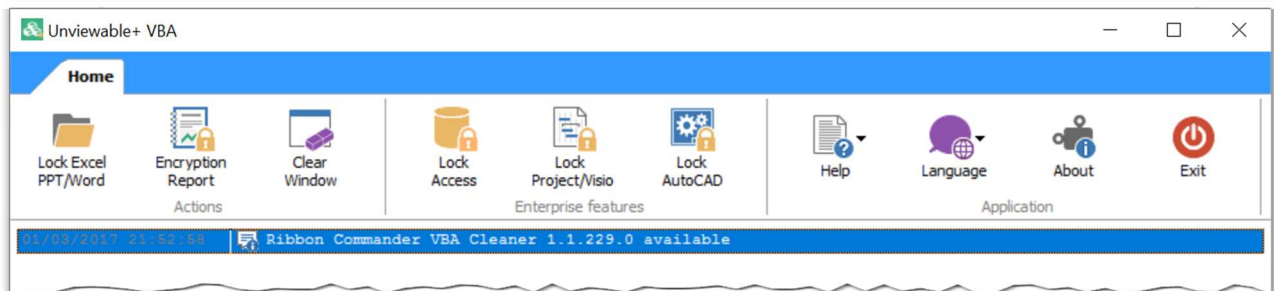 Unviewable+ VBA
Home
Lock Excel
PPT/Word
Encryption
Report
Clear
Window
Actions
Lock
Access
Lock
Project/Visio
Lock
AutoCAD
Enterprise features
Help
Language
About
Exit
Application
01/03/2017 21:52:58 Ribbon Commander VBA Cleaner 1.1.229.0 available